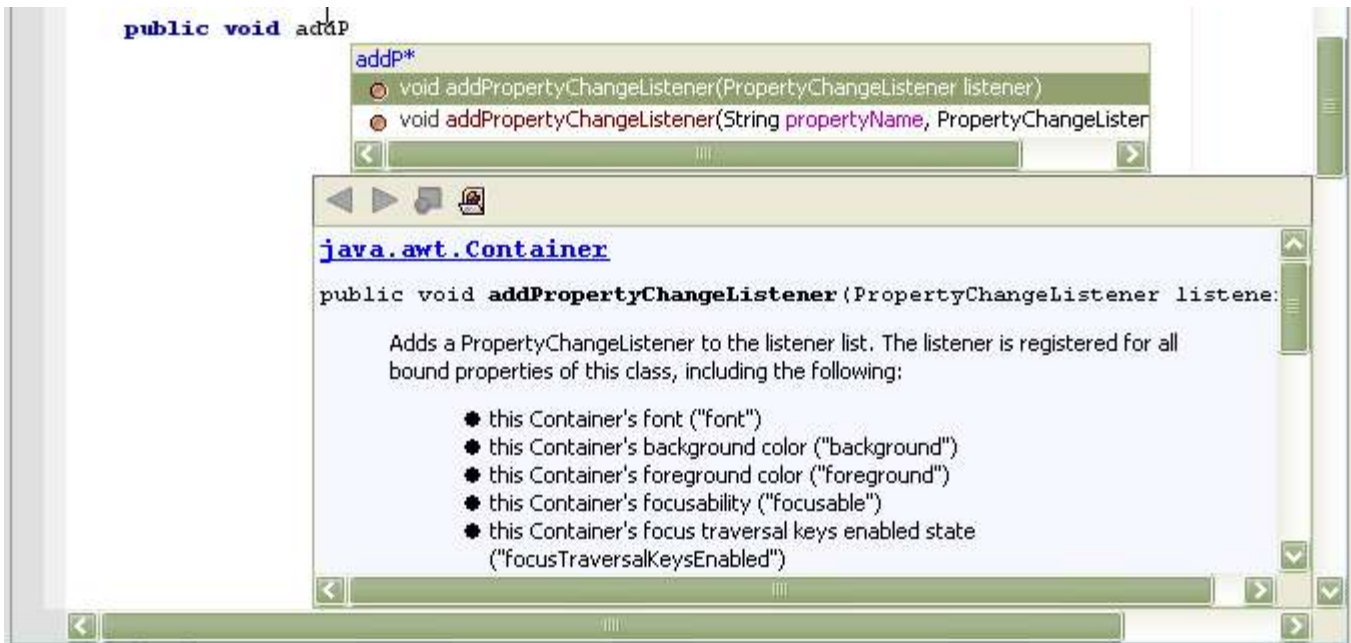 public void addP
addP*
void addPropertyChangeListener(PropertyChangeListener listener)
void addPropertyChangeListener(String propertyName, PropertyChangeListen
java.awt.Container
public void addPropertyChangeListener(PropertyChangeListener listene
Adds a PropertyChangeListener to the listener list. The listener is registered for all
bound properties of this class, including the following:
● this Container's font ("font")
● this Container's background color ("background")
● this Container's foreground color ("foreground")
● this Container's focusability ("focusable")
● this Container's focus traversal keys enabled state
("focusTraversalKeysEnabled")